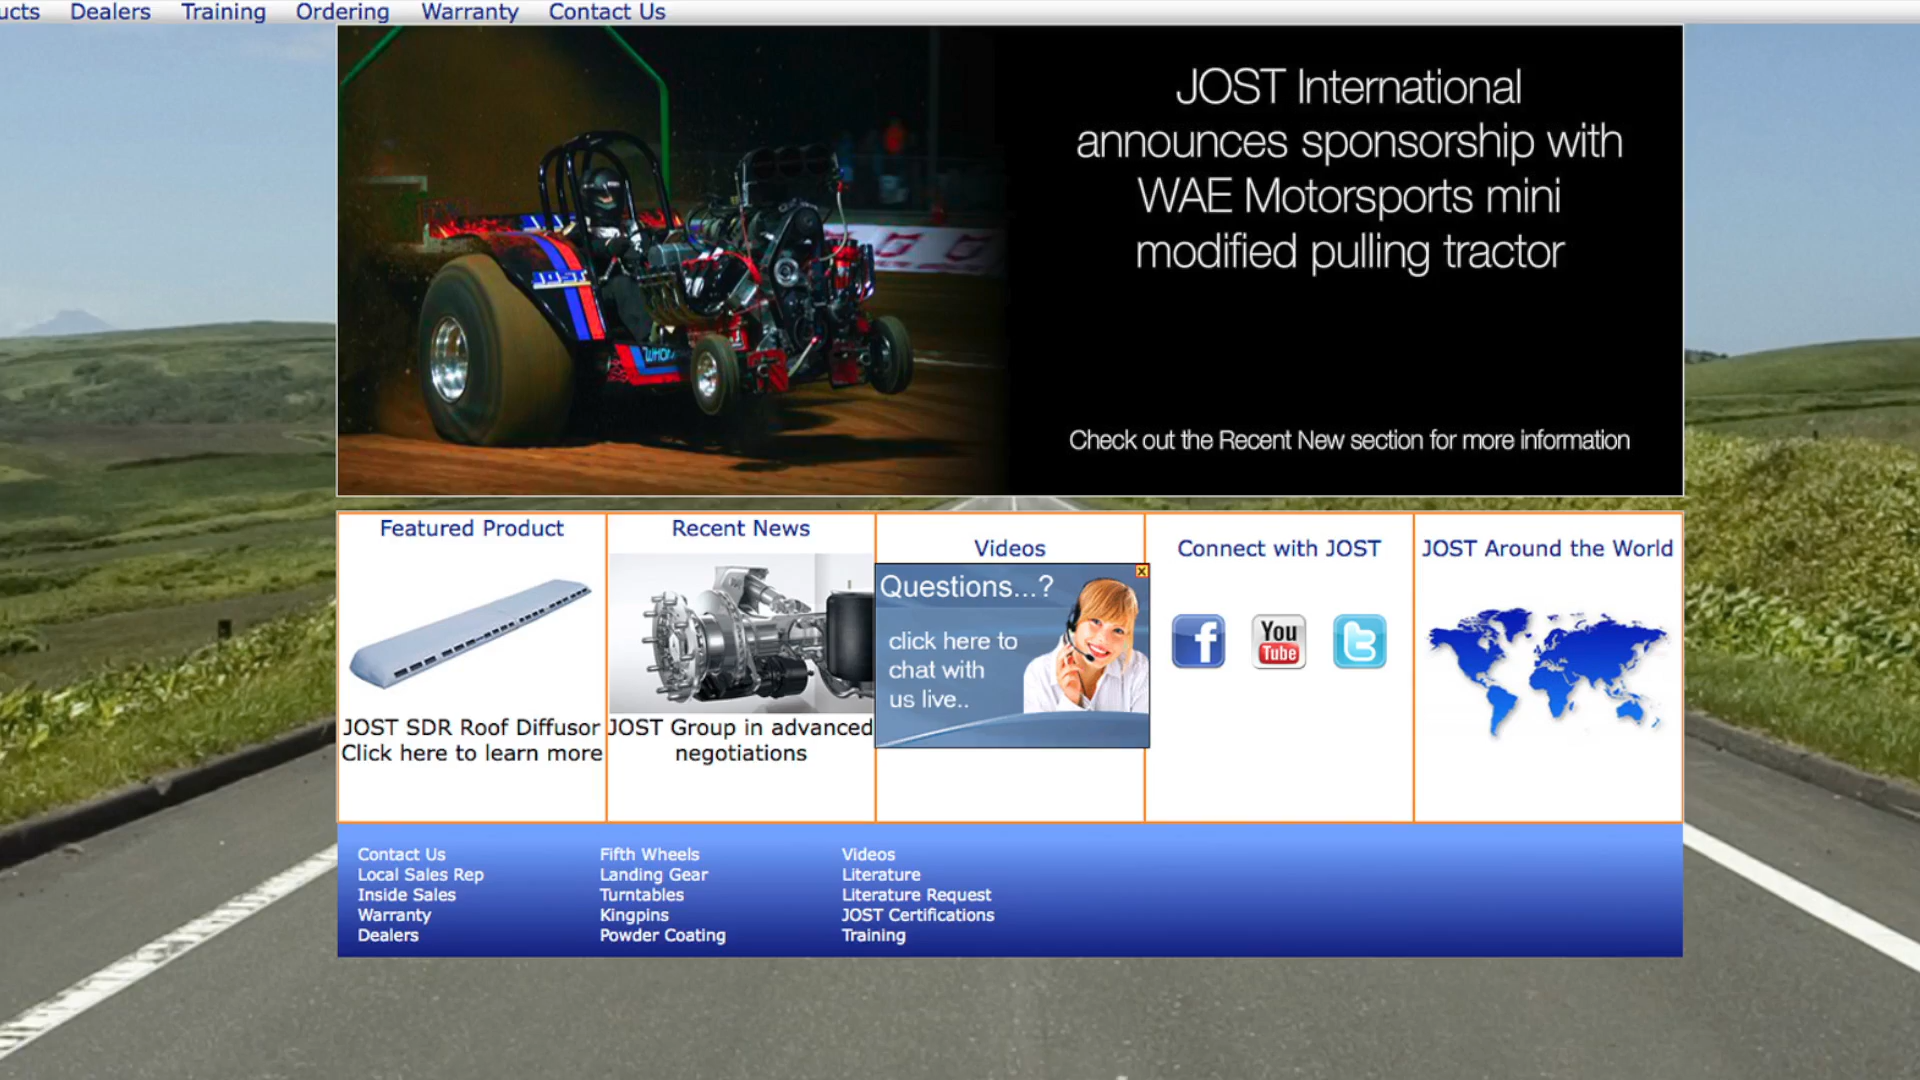 ucts Dealers Training Ordering Warranty Contact Us
JOST International
announces sponsorship with
WAE Motorsports mini
modified pulling tractor
JOST
Check out the Recent New section for more information
Featured Product
JOST SDR Roof Diffusor
Click here to learn more
Recent News
JOST Group in advanced
negotiations
Videos
Questions...?
x
click here to
chat with
us live..
Connect with JOST
f
You
Tube
t
JOST Around the World
Contact Us
Local Sales Rep
Inside Sales
Warranty
Dealers
Fifth Wheels
Landing Gear
Turntables
Kingpins
Powder Coating
Videos
Literature
Literature Request
JOST Certifications
Training